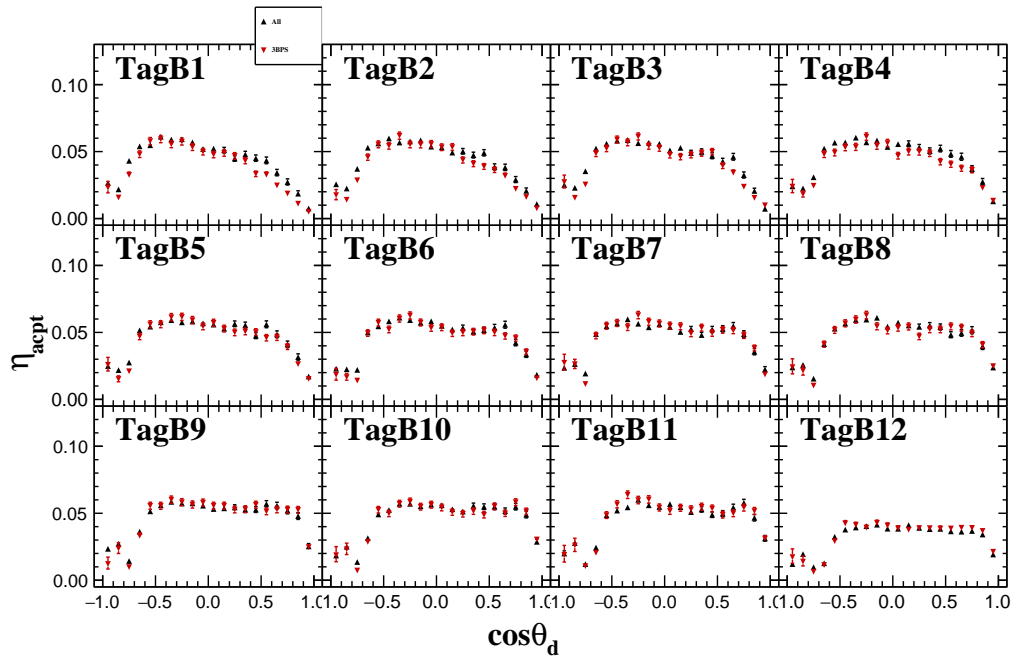 All
3BPS
TagB1 TagB2 TagB3 TagB4
0.10
0.05
0.00
TagB5 TagB6 TagB7 TagB8
0.10
0.05
0.00
TagB9 TagB10 TagB11 TagB12
0.10
0.05
0.00
−1.0 −0.5 0.0 0.5 1.0 −1.0 −0.5 0.0 0.5 1.0 −1.0 −0.5 0.0 0.5 1.0 −1.0 −0.5 0.0 0.5 1.0
η_acpt
cosθ_d